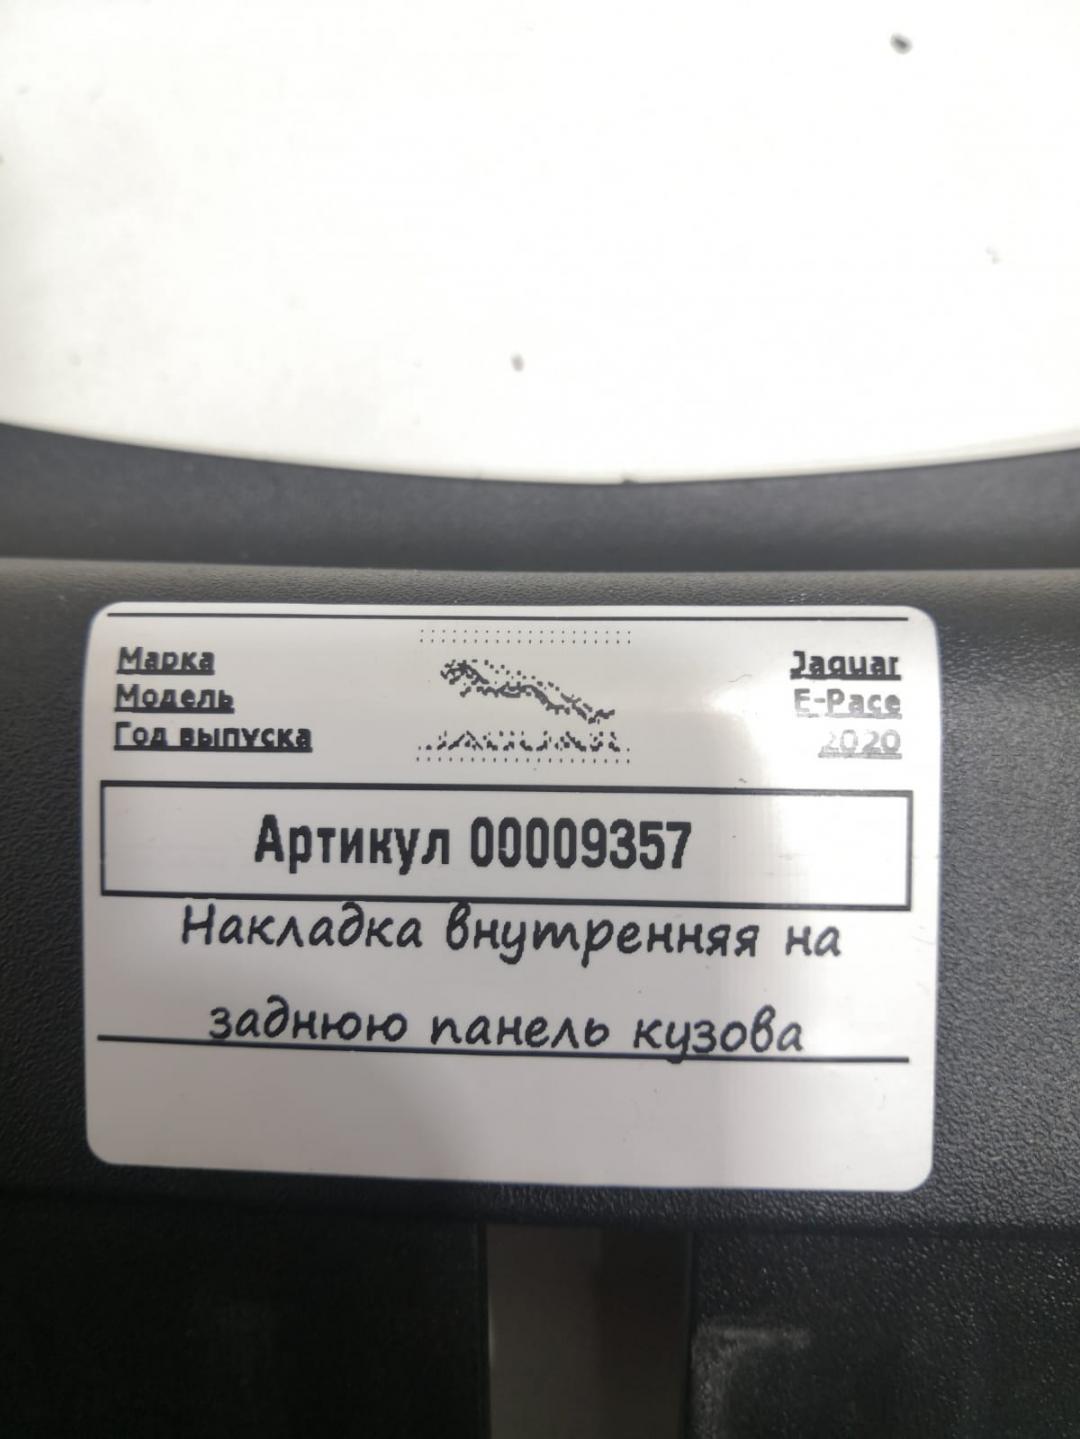 Марка Jaguar
Модель E-Pace
Год выпуска 2020
Артикул 00009357
Накладка внутренняя на
заднюю панель кузова